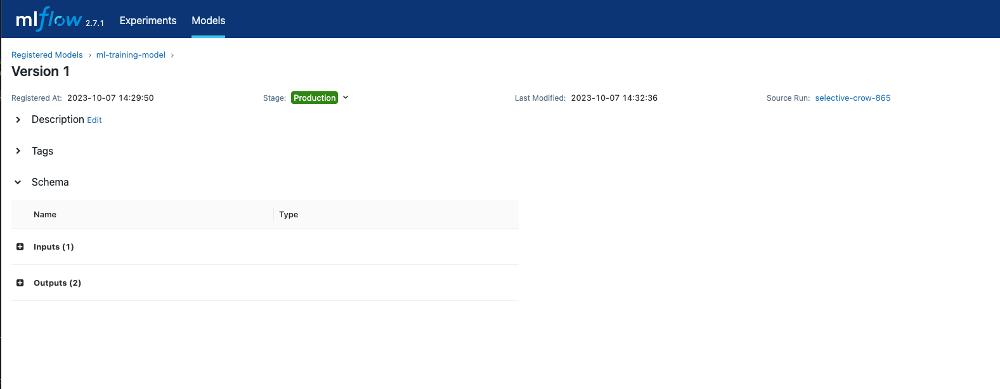 mlflow 2.7.1 Experiments Models
Registered Models › ml-training-model ›
Version 1
Registered At: 2023-10-07 14:29:50 Stage: Production Last Modified: 2023-10-07 14:32:36 Source Run: selective-crow-865
Description Edit
Tags
Schema
Name Type
Inputs (1)
Outputs (2)